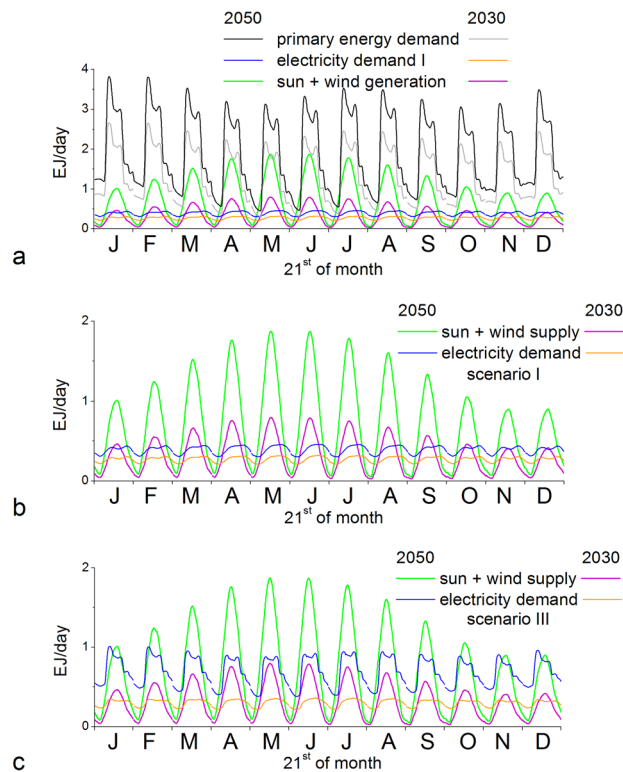 2050 2030
primary energy demand
electricity demand I
sun + wind generation
4
3
2
1
0
EJ/day
J F M A M J J A S O N D
21st of month
a
2050 2030
sun + wind supply
electricity demand
scenario I
2
1
0
EJ/day
J F M A M J J A S O N D
21st of month
b
2050 2030
sun + wind supply
electricity demand
scenario III
2
1
0
EJ/day
J F M A M J J A S O N D
21st of month
c